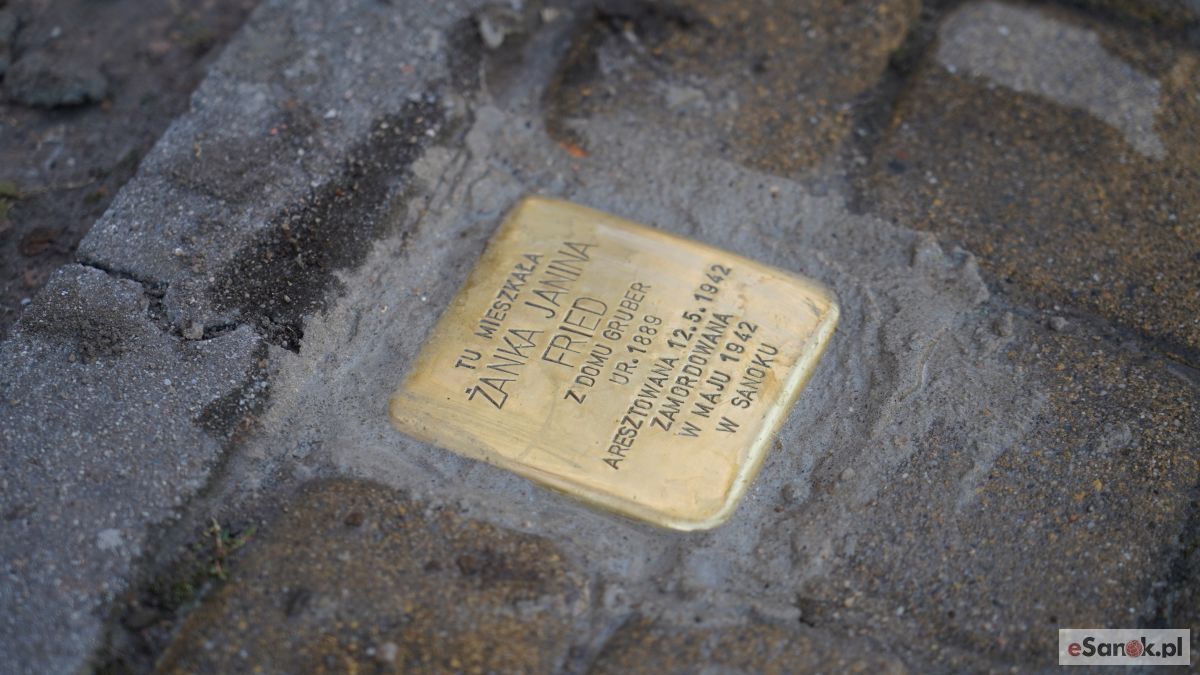 TU MIESZKAŁA
ŻANKA JANINA
FRIED
Z DOMU GRUBER
UR. 1889
ARESZTOWANA 12.5.1942
ZAMORDOWANA
W MAJU 1942
W SANOKU
eSanok.pl